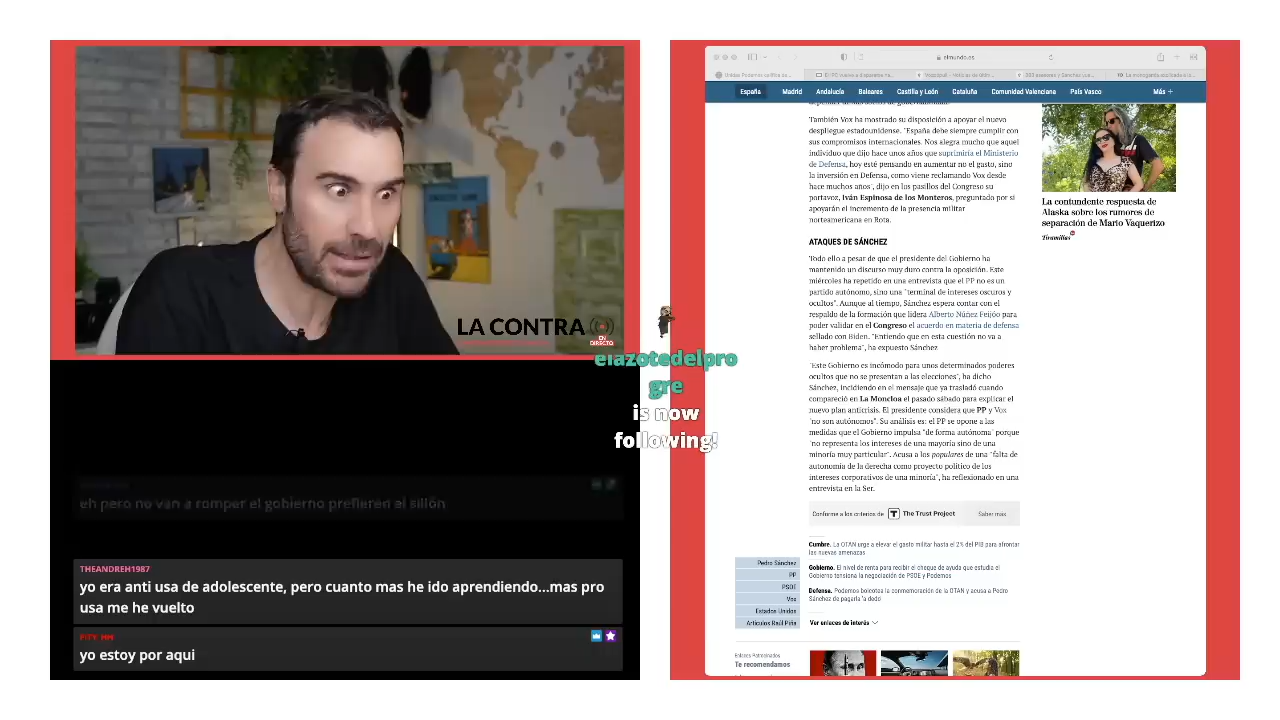 LA CONTRA
EN
DIRECTO
elazotedelpro
gre
is now
following!
eh pero no van a romper el gobierno prefieren el sillón
THEANDREH1987
yo era anti usa de adolescente, pero cuanto mas he ido aprendiendo...mas pro
usa me he vuelto
yo estoy por aqui
elmundo.es
España Madrid Andalucía Baleares Castilla y León Cataluña Comunidad Valenciana País Vasco Más +
También Vox ha mostrado su disposición a apoyar el nuevo
despliegue estadounidense. "España debe siempre cumplir con
sus compromisos internacionales. Nos alegra mucho que aquel
individuo que dijo hace unos años que suprimiría el Ministerio
de Defensa, hoy esté pensando en aumentar no el gasto, sino
la inversión en Defensa, como viene reclamando Vox desde
hace muchos años", dijo en los pasillos del Congreso su
portavoz, Iván Espinosa de los Monteros, preguntado por si
apoyarán el incremento de la presencia militar
norteamericana en Rota.
ATAQUES DE SÁNCHEZ
Todo ello a pesar de que el presidente del Gobierno ha
mantenido un discurso muy duro contra la oposición. Este
miércoles ha repetido en una entrevista que el PP no es un
partido autónomo, sino una "terminal de intereses oscuros y
ocultos". Aunque al tiempo, Sánchez espera contar con el
respaldo de la formación que lidera Alberto Núñez Feijóo para
poder validar en el Congreso el acuerdo en materia de defensa
sellado con Biden. "Entiendo que en esta cuestión no va a
haber problema", ha expuesto Sánchez
"Este Gobierno es incómodo para unos determinados poderes
ocultos que no se presentan a las elecciones", ha dicho
Sánchez, incidiendo en el mensaje que ya trasladó cuando
compareció en La Moncloa el pasado sábado para explicar el
nuevo plan anticrisis. El presidente considera que PP y Vox
"no son autónomos". Su análisis es: el PP se opone a las
medidas que el Gobierno impulsa "de forma autónoma" porque
"no representa los intereses de una mayoría sino de una
minoría muy particular". Acusa a los populares de una "falta de
autonomía de la derecha como proyecto político de los
intereses corporativos de una minoría", ha reflexionado en una
entrevista en la Ser.
Conforme a los criterios de T The Trust Project Saber más
Cumbre. La OTAN urge a elevar el gasto militar hasta el 2% del PIB para afrontar
las nuevas amenazas
Gobierno. El nivel de renta para recibir el cheque de ayuda que estudia el
Gobierno tensiona la negociación de PSOE y Podemos
Defensa. Podemos boicotea la conmemoración de la OTAN y acusa a Pedro
Sánchez de pagarla "a dedo"
Ver enlaces de interés
Pedro Sánchez
PP
PSOE
Vox
Estados Unidos
Artículos Raúl Piña
Enlaces Patrocinados
Te recomendamos
La contundente respuesta de
Alaska sobre los rumores de
separación de Mario Vaquerizo